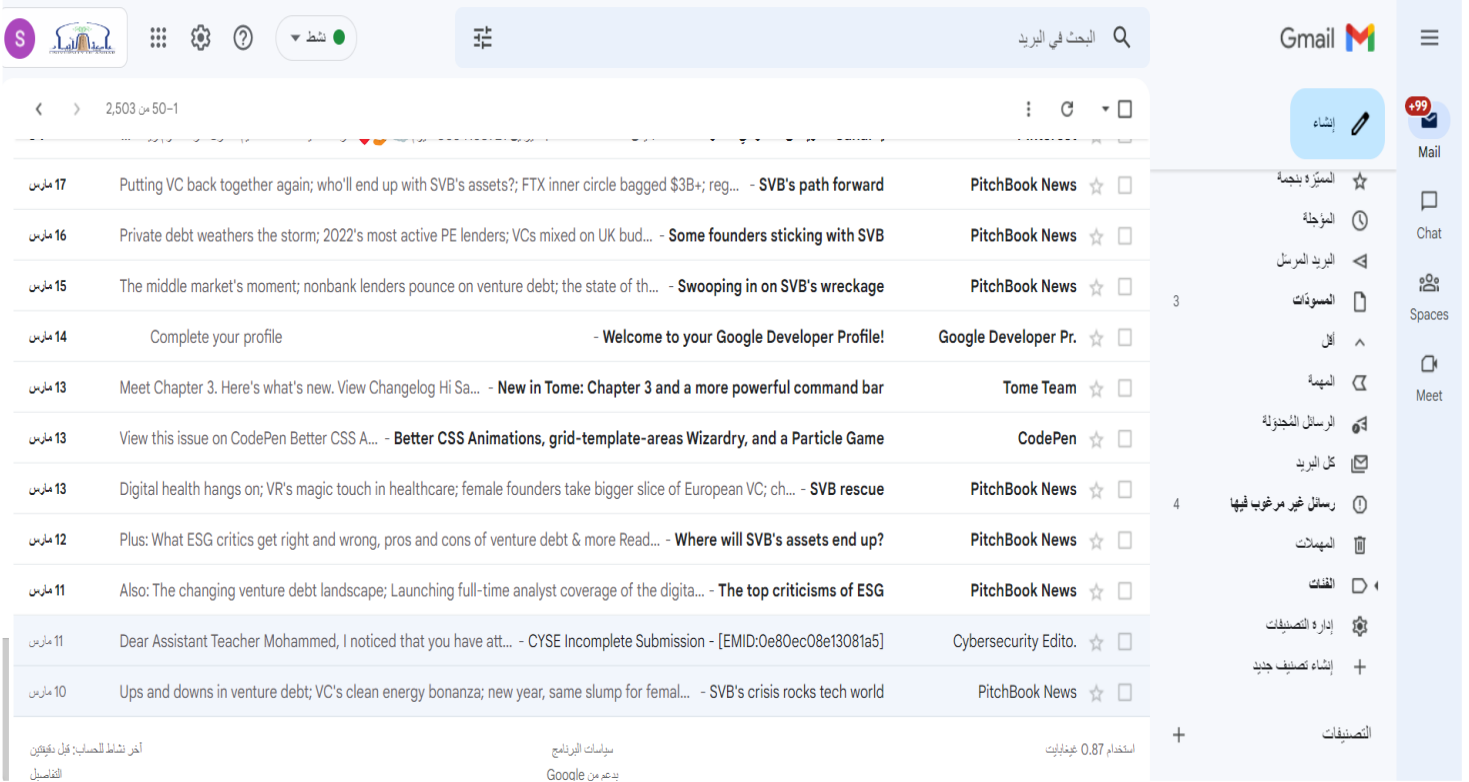 Gmail
البحث في البريد
نشط
S
+99
Mail
Chat
Spaces
Meet
إنشاء
المميّزة بنجمة
المؤجلة
البريد المرسَل
المسودّات 3
أقل
المهمة
الرسائل المُجدوَلة
كل البريد
رسائل غير مرغوب فيها 4
المهملات
الفئات
إدارة التصنيفات
إنشاء تصنيف جديد
التصنيفات
1–50 من 2,503
PitchBook News SVB's path forward - Putting VC back together again; who'll end up with SVB's assets?; FTX inner circle bagged $3B+; reg... 17 مارس
PitchBook News Some founders sticking with SVB - Private debt weathers the storm; 2022's most active PE lenders; VCs mixed on UK bud... 16 مارس
PitchBook News Swooping in on SVB's wreckage - The middle market's moment; nonbank lenders pounce on venture debt; the state of th... 15 مارس
Google Developer Pr. Welcome to your Google Developer Profile! - Complete your profile 14 مارس
Tome Team New in Tome: Chapter 3 and a more powerful command bar - Meet Chapter 3. Here's what's new. View Changelog Hi Sa... 13 مارس
CodePen Better CSS Animations, grid-template-areas Wizardry, and a Particle Game - View this issue on CodePen Better CSS A... 13 مارس
PitchBook News SVB rescue - Digital health hangs on; VR's magic touch in healthcare; female founders take bigger slice of European VC; ch... 13 مارس
PitchBook News Where will SVB's assets end up? - Plus: What ESG critics get right and wrong, pros and cons of venture debt & more Read... 12 مارس
PitchBook News The top criticisms of ESG - Also: The changing venture debt landscape; Launching full-time analyst coverage of the digita... 11 مارس
Cybersecurity Edito. CYSE Incomplete Submission - [EMID:0e80ec08e13081a5] - Dear Assistant Teacher Mohammed, I noticed that you have att... 11 مارس
PitchBook News SVB's crisis rocks tech world - Ups and downs in venture debt; VC's clean energy bonanza; new year, same slump for femal... 10 مارس
استخدام 0.87 غيغابايت
سياسات البرنامج
بدعم من Google
آخر نشاط للحساب: قبل دقيقتين
التفاصيل